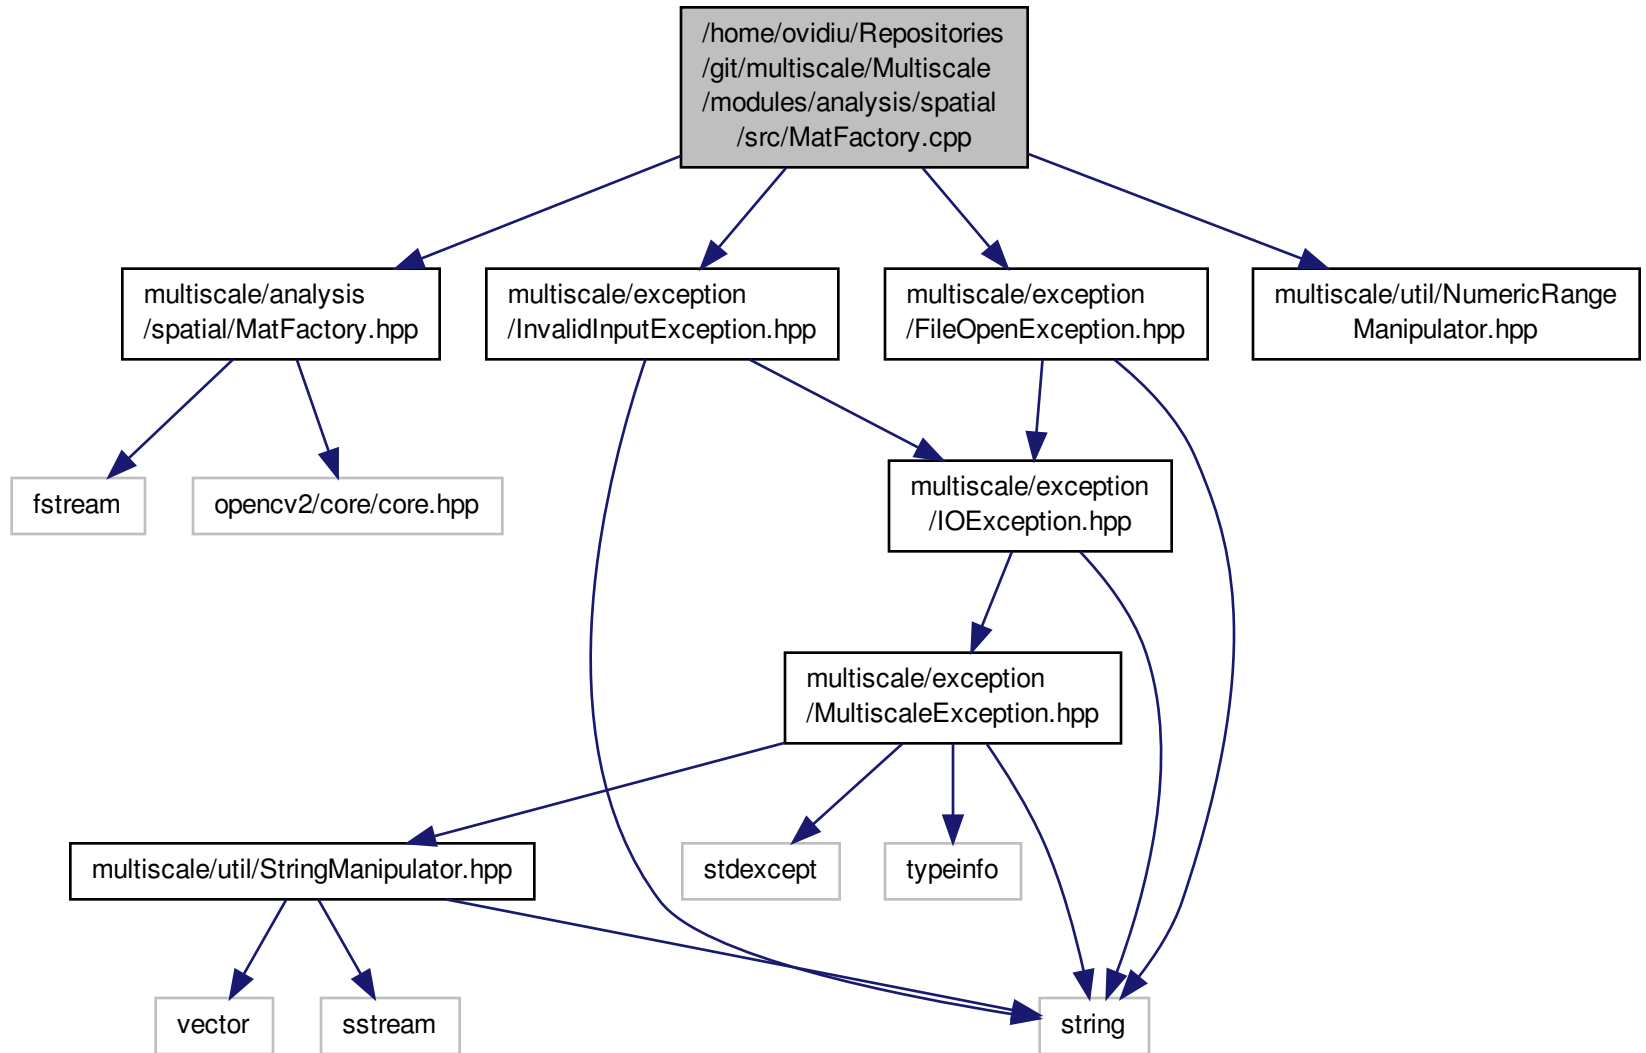 /home/ovidiu/Repositories
/git/multiscale/Multiscale
/modules/analysis/spatial
/src/MatFactory.cpp
multiscale/analysis
/spatial/MatFactory.hpp
multiscale/exception
/InvalidInputException.hpp
multiscale/exception
/FileOpenException.hpp
multiscale/util/NumericRange
Manipulator.hpp
fstream
opencv2/core/core.hpp
multiscale/exception
/IOException.hpp
multiscale/exception
/MultiscaleException.hpp
multiscale/util/StringManipulator.hpp
stdexcept
typeinfo
vector
sstream
string